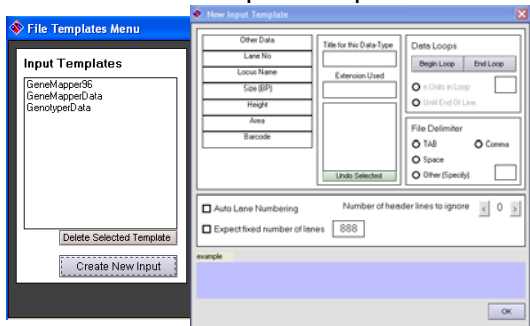 File Templates Menu
Input Templates
GeneMapper96
GeneMapperData
GenotyperData
Delete Selected Template
Create New Input
New Input Template
Other Data
Lane No
Locus Name
Size (BP)
Height
Area
Barcode
Title for this Data-Type
Extension Used
Undo Selected
Data Loops
Begin Loop End Loop
n Units in Loop
Until End Of Line
File Delimiter
TAB Comma
Space
Other (Specify)
Auto Lane Numbering
Expect fixed number of lanes 888
Number of header lines to ignore < 0 >
example
OK